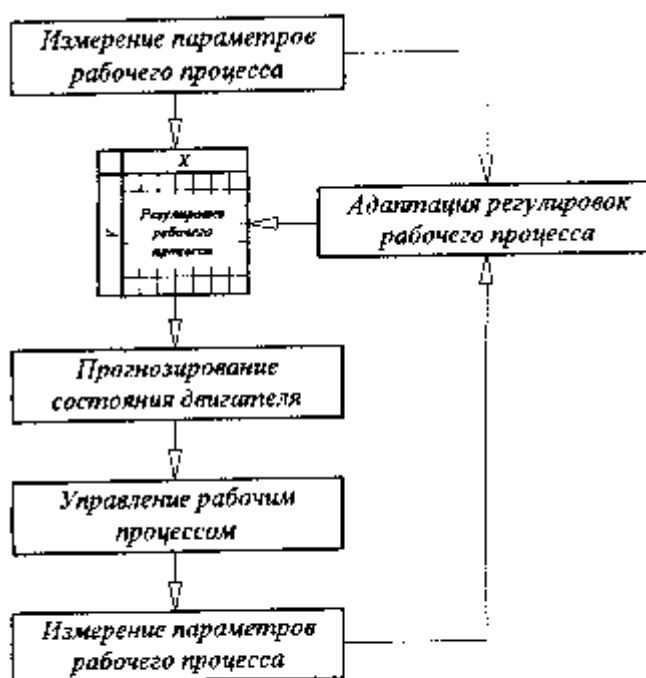 Измерение параметров
рабочего процесса
X
Y
Регулировки
рабочего
процесса
Адаптация регулировок
рабочего процесса
Прогнозирование
состояния двигателя
Управление рабочим
процессом
Измерение параметров
рабочего процесса